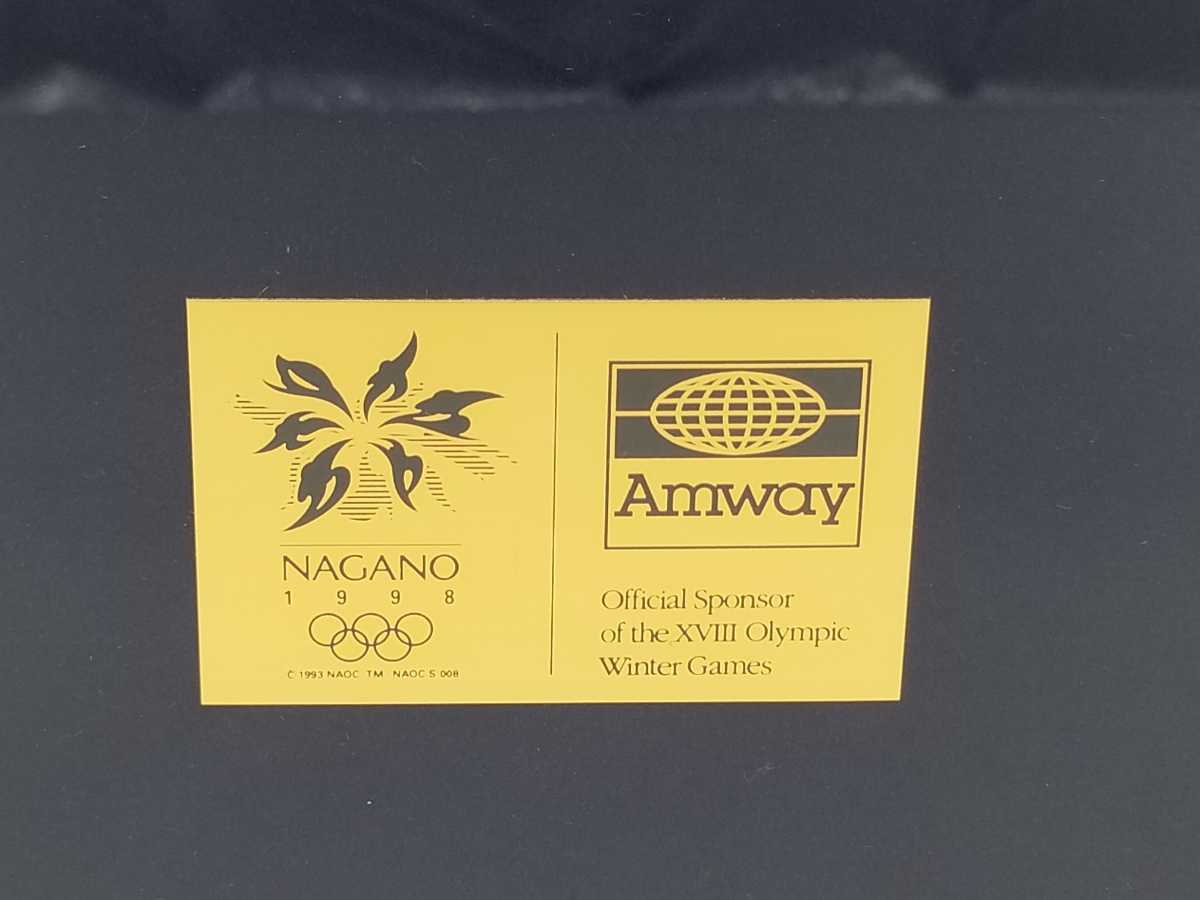 NAGANO
1 9 9 8
© 1993 NAOC TM NAOC S 008
Amway
Official Sponsor
of the XVIII Olympic
Winter Games